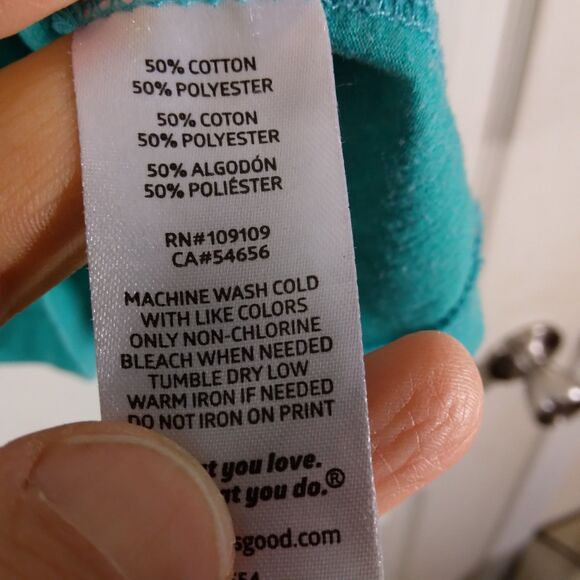 50% COTTON
50% POLYESTER
50% COTON
50% POLYESTER
50% ALGODÓN
50% POLIÉSTER
RN#109109
CA#54656
MACHINE WASH COLD
WITH LIKE COLORS
ONLY NON-CHLORINE
BLEACH WHEN NEEDED
TUMBLE DRY LOW
WARM IRON IF NEEDED
DO NOT IRON ON PRINT
you love.
you do.®
sgood.com